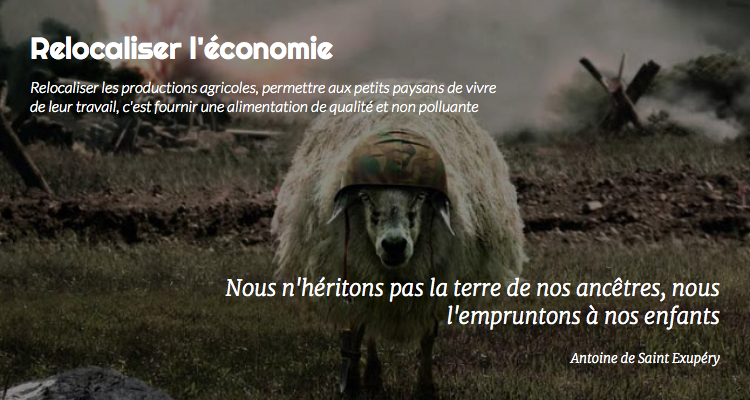 Relocaliser l'économie
Relocaliser les productions agricoles, permettre aux petits paysans de vivre
de leur travail, c'est fournir une alimentation de qualité et non polluante
Nous n'héritons pas la terre de nos ancêtres, nous
l'empruntons à nos enfants
Antoine de Saint Exupéry